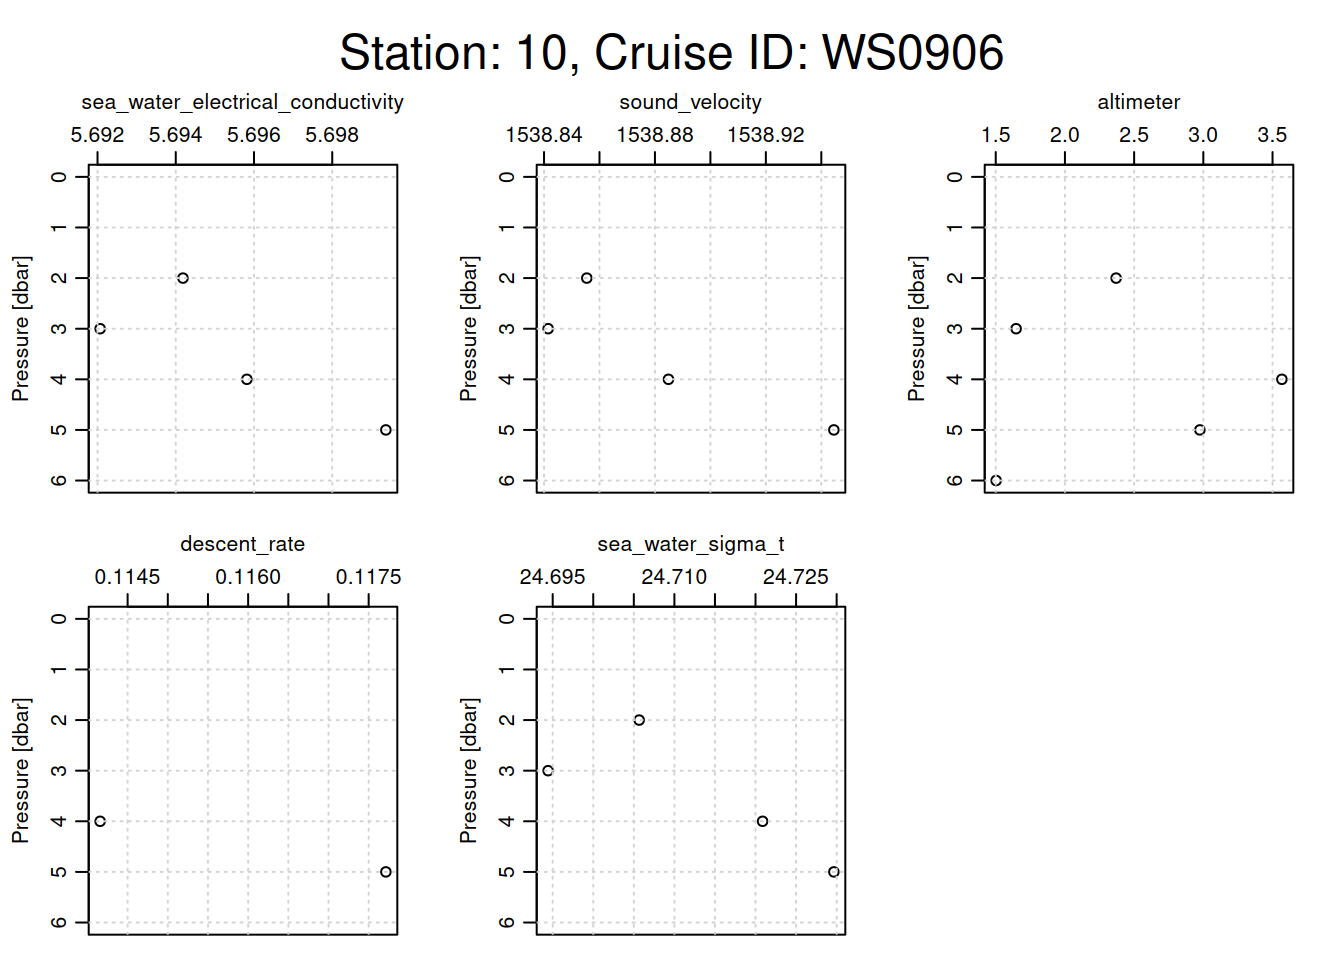 Station: 10, Cruise ID: WS0906
sea_water_electrical_conductivity
5.692 5.694 5.696 5.698
Pressure [dbar]
0
1
2
3
4
5
6
sound_velocity
1538.84 1538.88 1538.92
Pressure [dbar]
0
1
2
3
4
5
6
altimeter
1.5 2.0 2.5 3.0 3.5
Pressure [dbar]
0
1
2
3
4
5
6
descent_rate
0.1145 0.1160 0.1175
Pressure [dbar]
0
1
2
3
4
5
6
sea_water_sigma_t
24.695 24.710 24.725
Pressure [dbar]
0
1
2
3
4
5
6